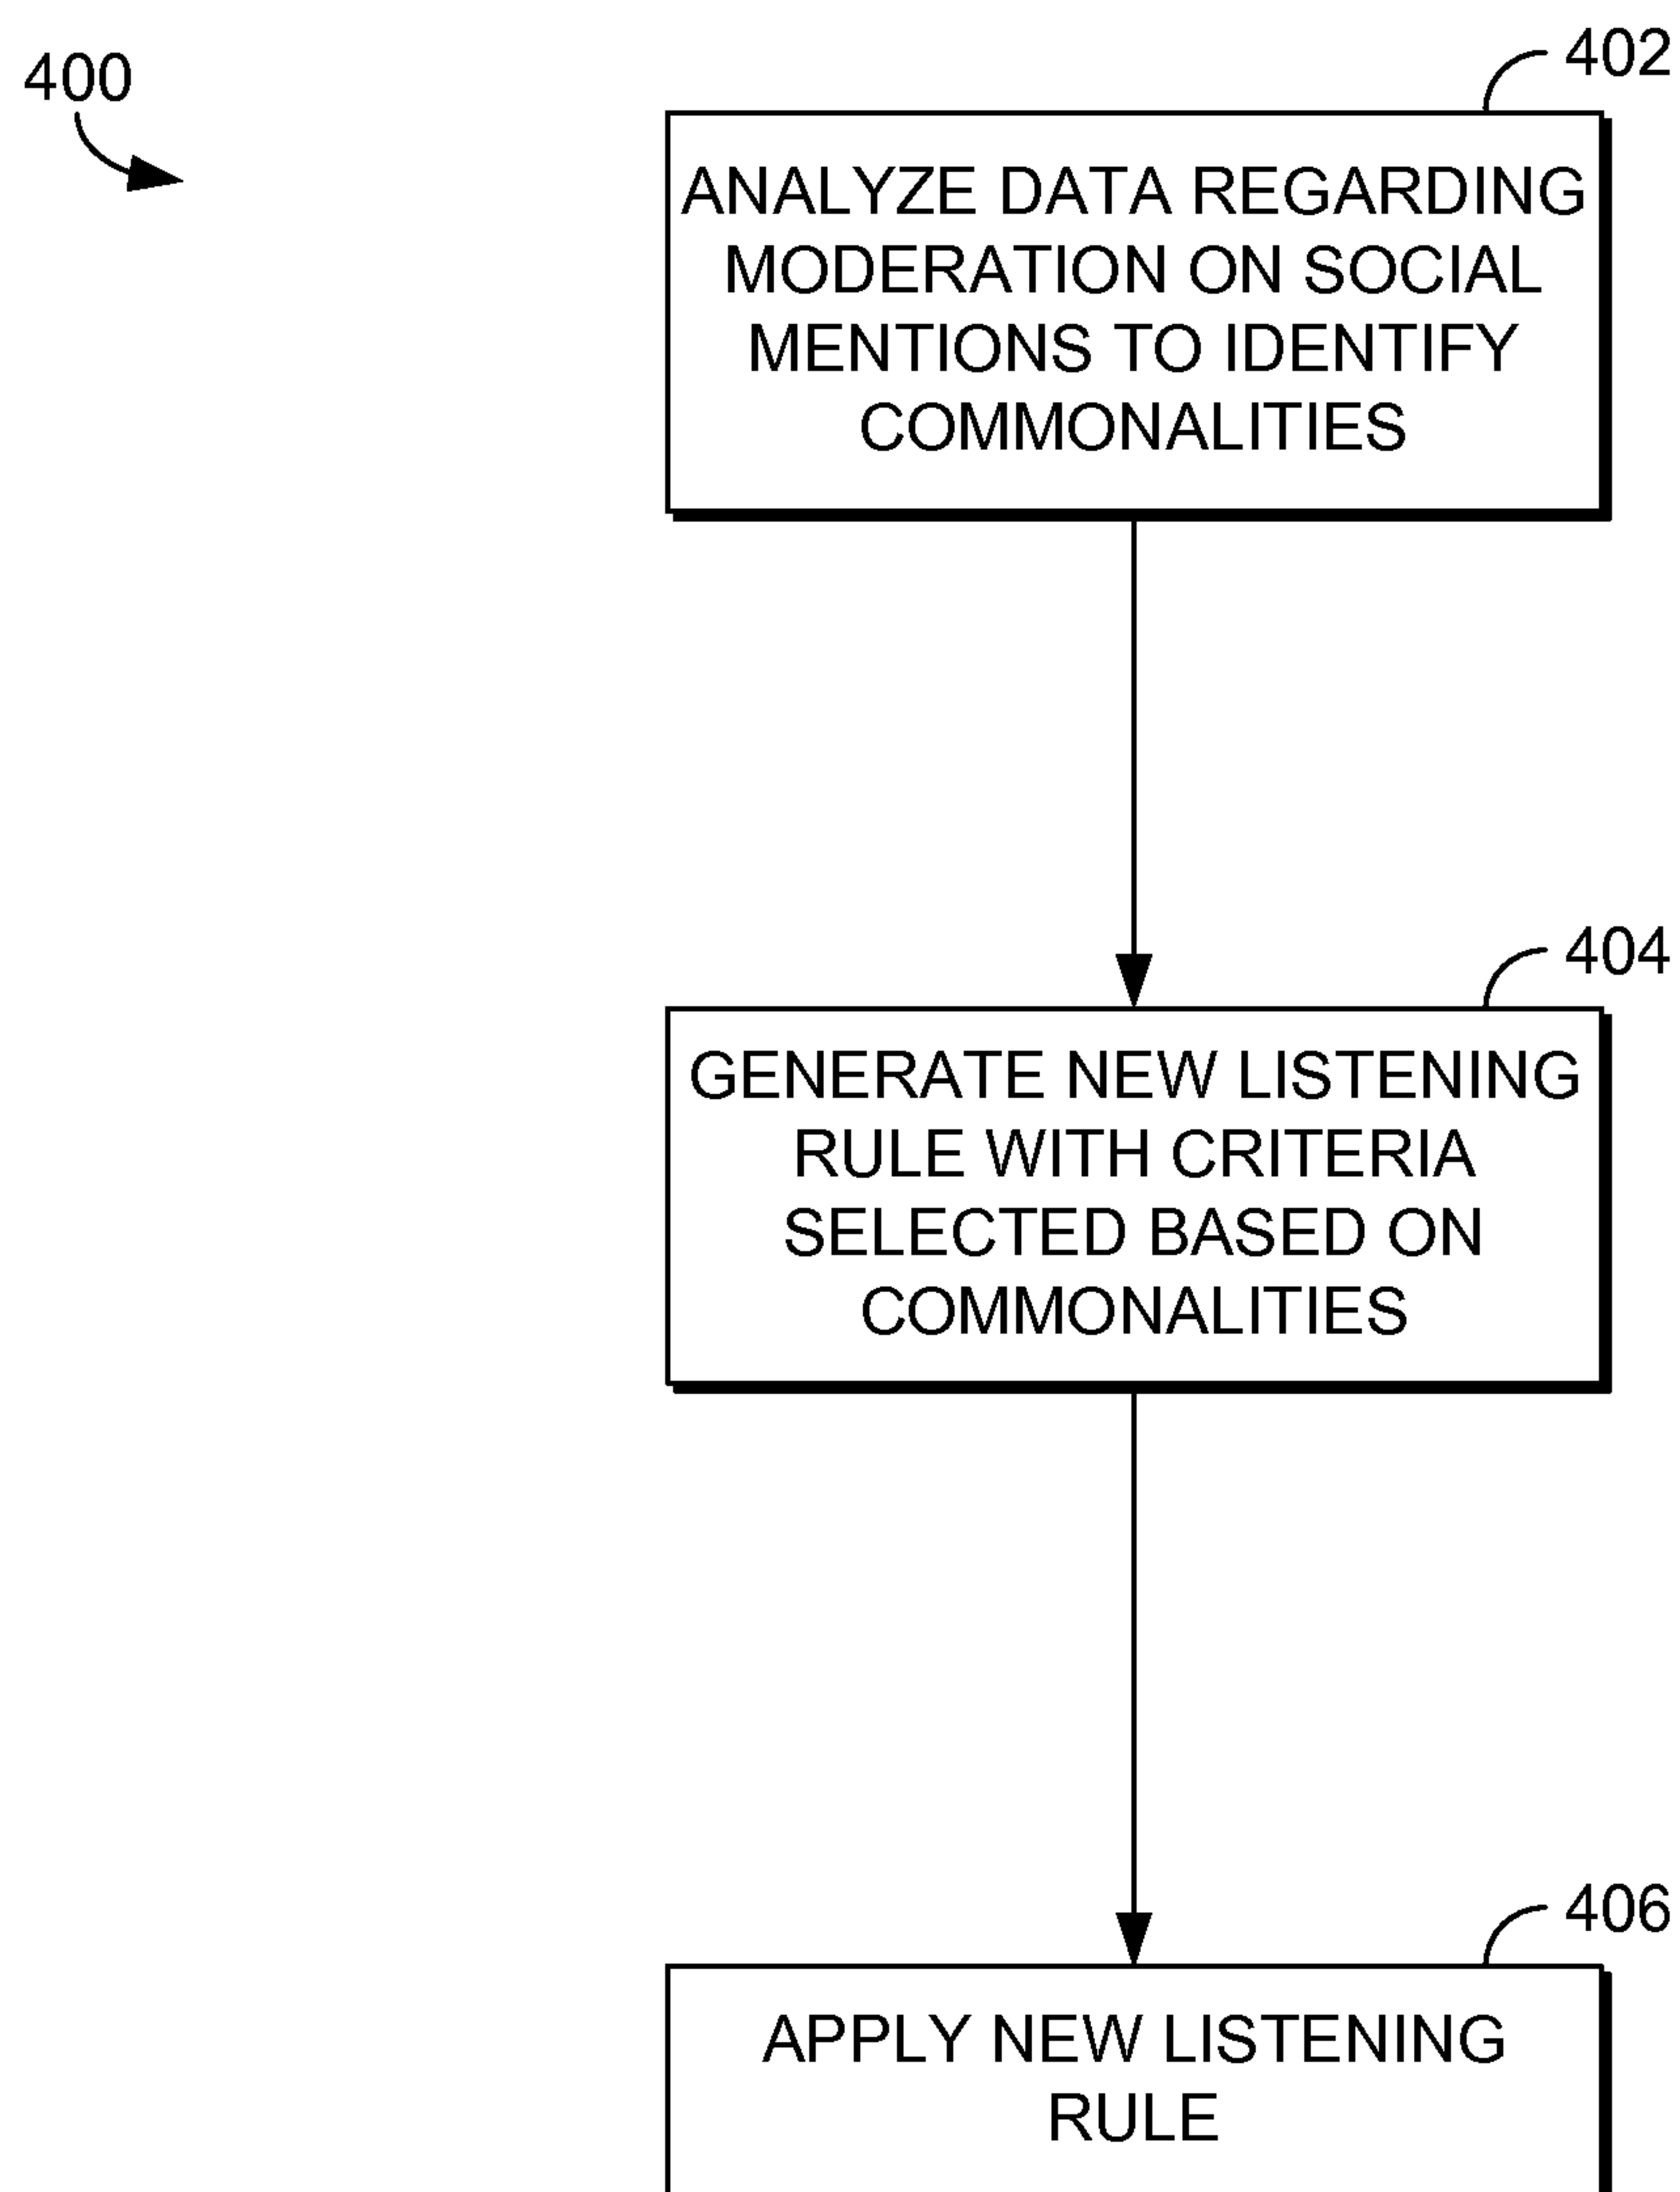 400
402
ANALYZE DATA REGARDING
MODERATION ON SOCIAL
MENTIONS TO IDENTIFY
COMMONALITIES
404
GENERATE NEW LISTENING
RULE WITH CRITERIA
SELECTED BASED ON
COMMONALITIES
406
APPLY NEW LISTENING
RULE